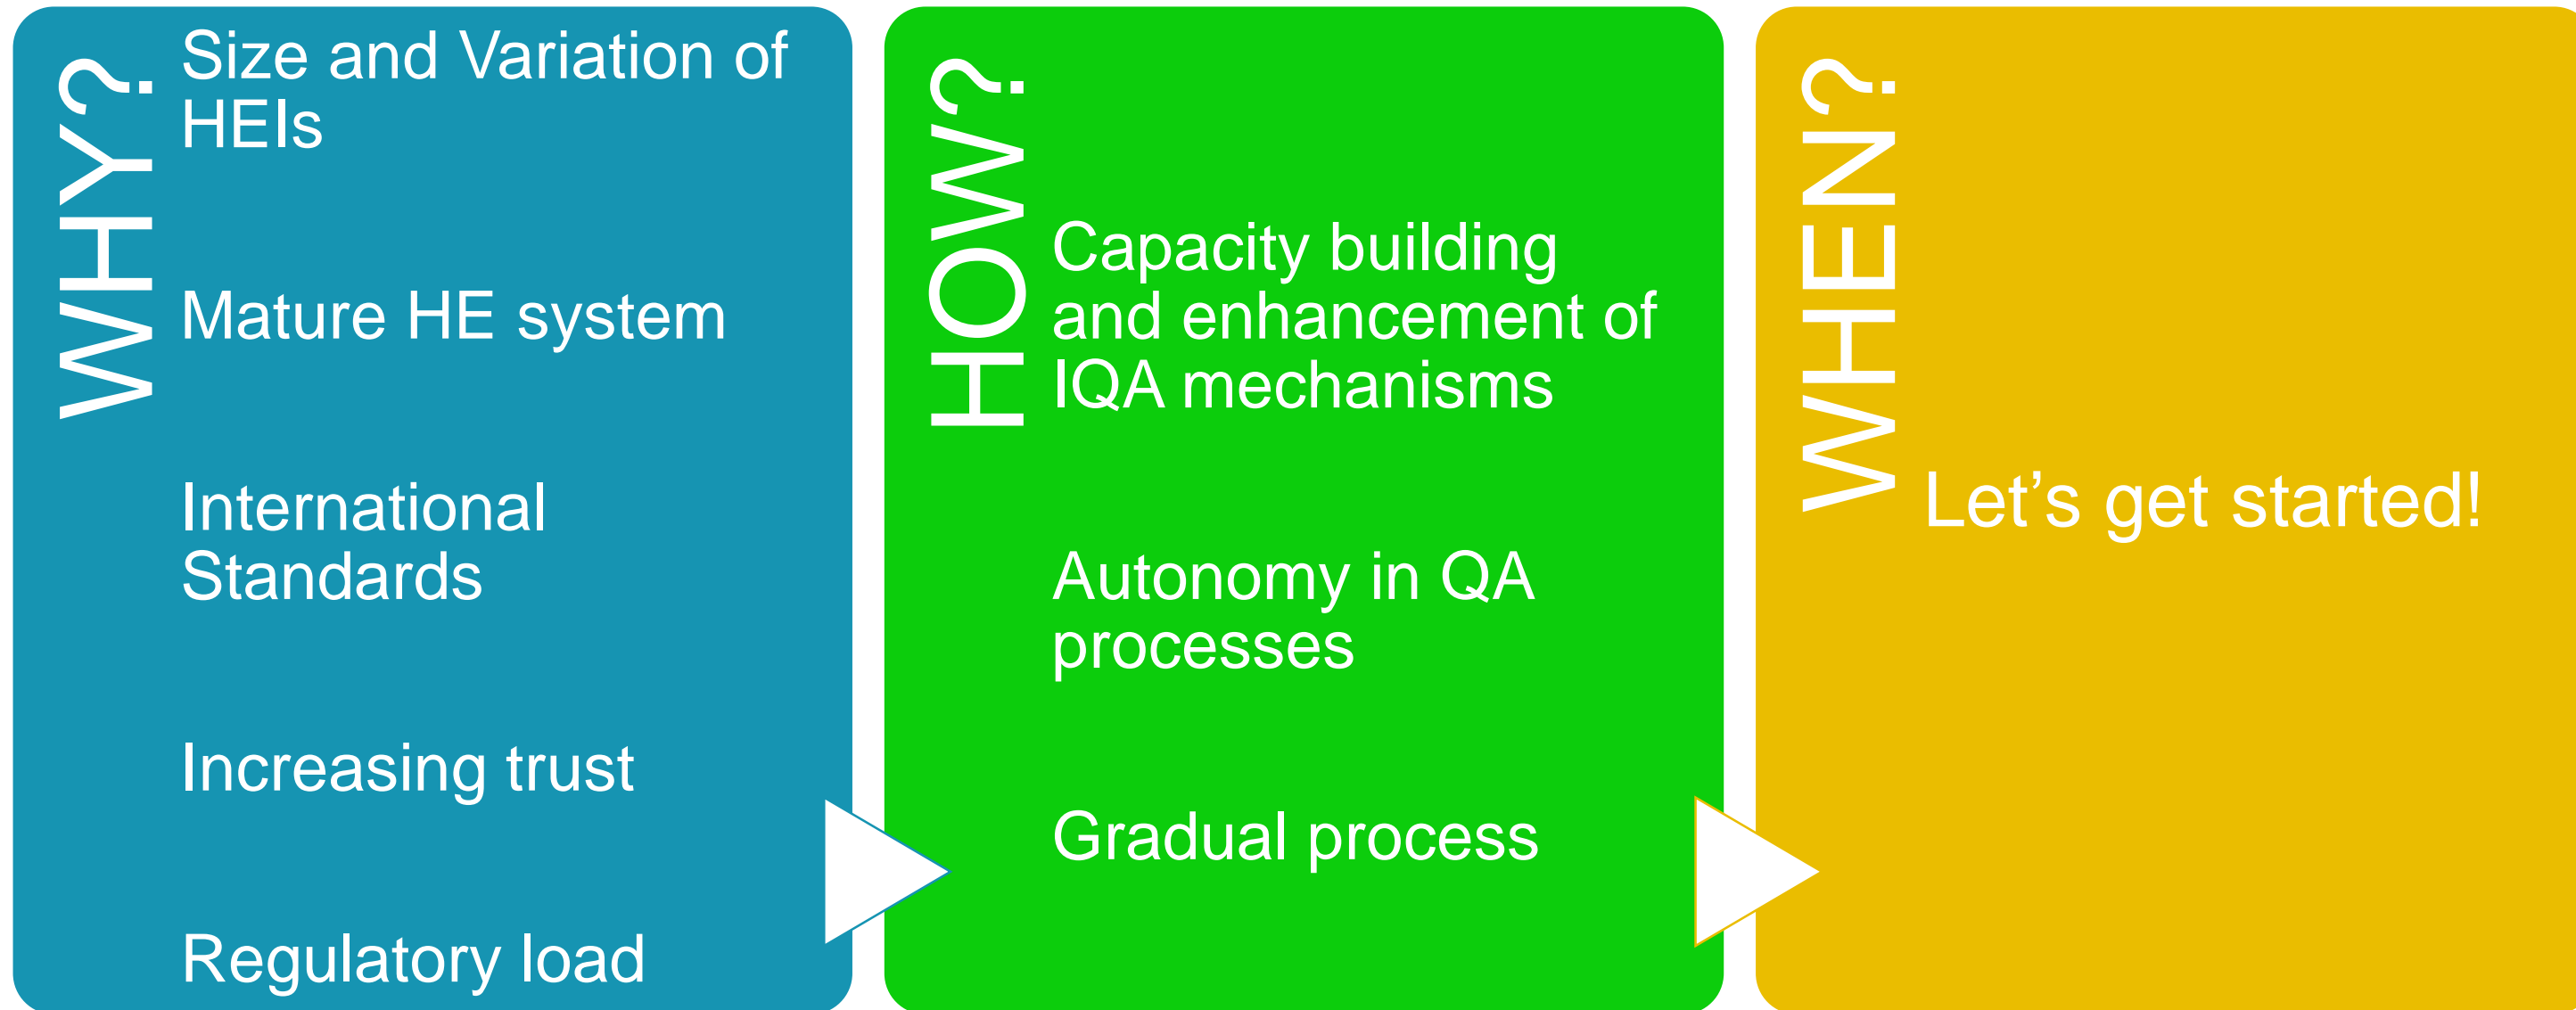 WHY?
Size and Variation of
HEIs
Mature HE system
International
Standards
Increasing trust
Regulatory load
HOW?
Capacity building
and enhancement of
IQA mechanisms
Autonomy in QA
processes
Gradual process
WHEN?
Let’s get started!